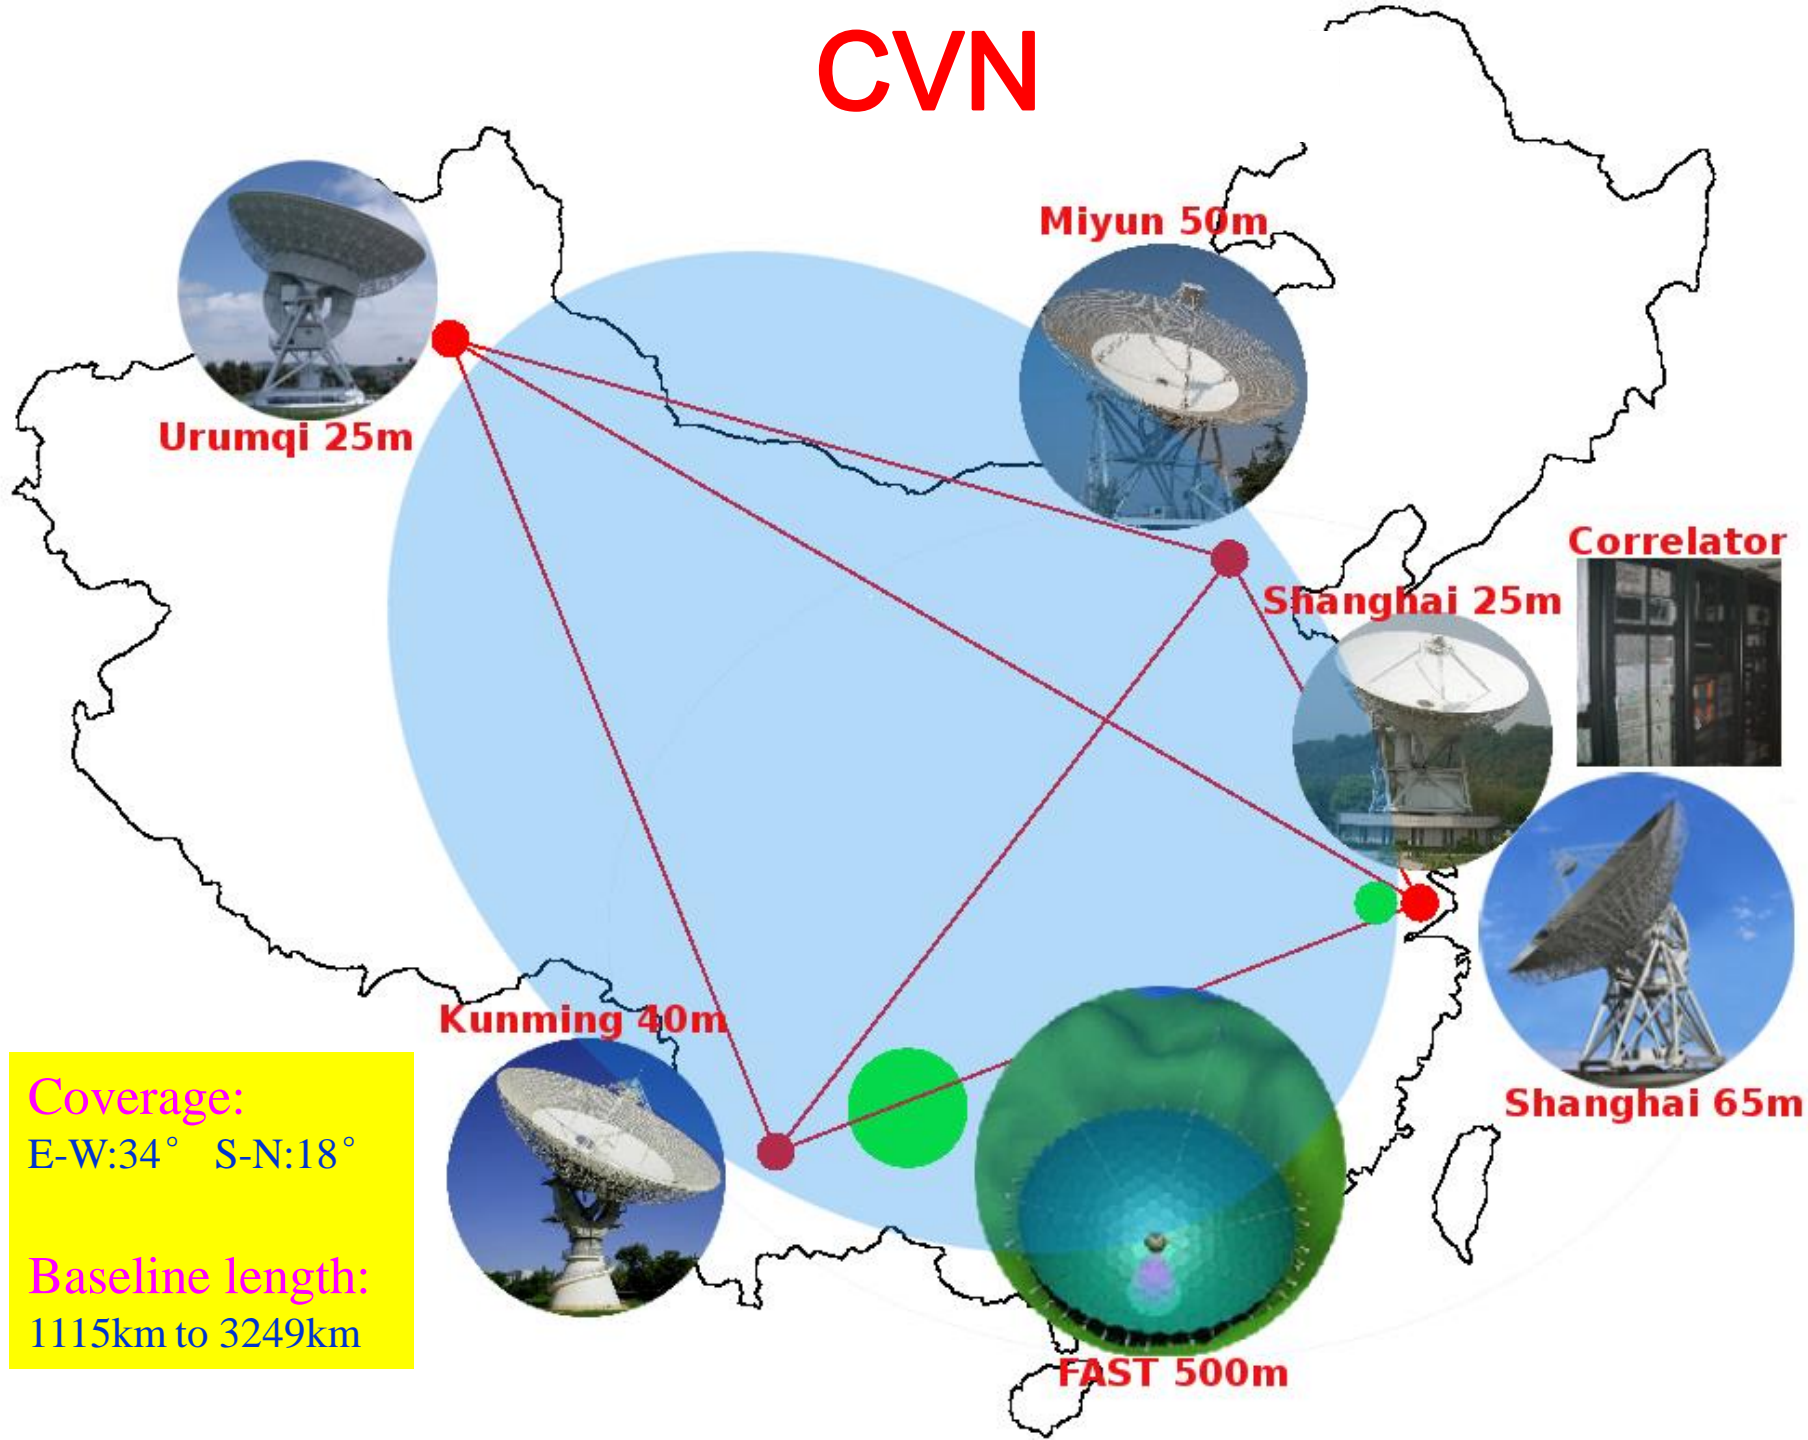 CVN
Miyun 50m
Urumqi 25m
Correlator
Shanghai 25m
Kunming 40m
Shanghai 65m
FAST 500m
Coverage:
E-W:34° S-N:18°
Baseline length:
1115km to 3249km